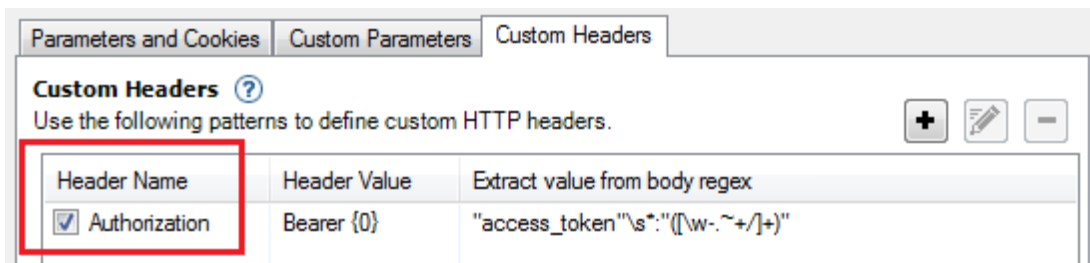 Parameters and Cookies Custom Parameters Custom Headers
Custom Headers ?
Use the following patterns to define custom HTTP headers.
Header Name Header Value Extract value from body regex
Authorization Bearer {0} "access_token"\s*:"([\w-.~+/]+)"